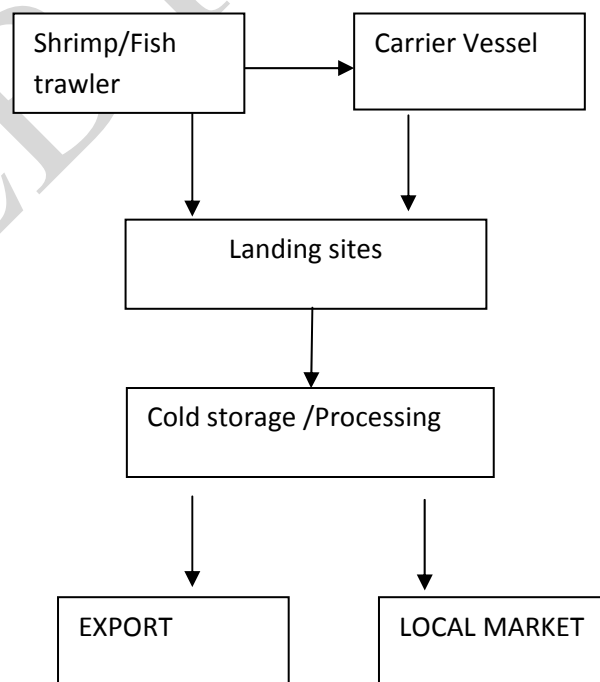 Shrimp/Fish
trawler
Carrier Vessel
Landing sites
Cold storage /Processing
EXPORT
LOCAL MARKET